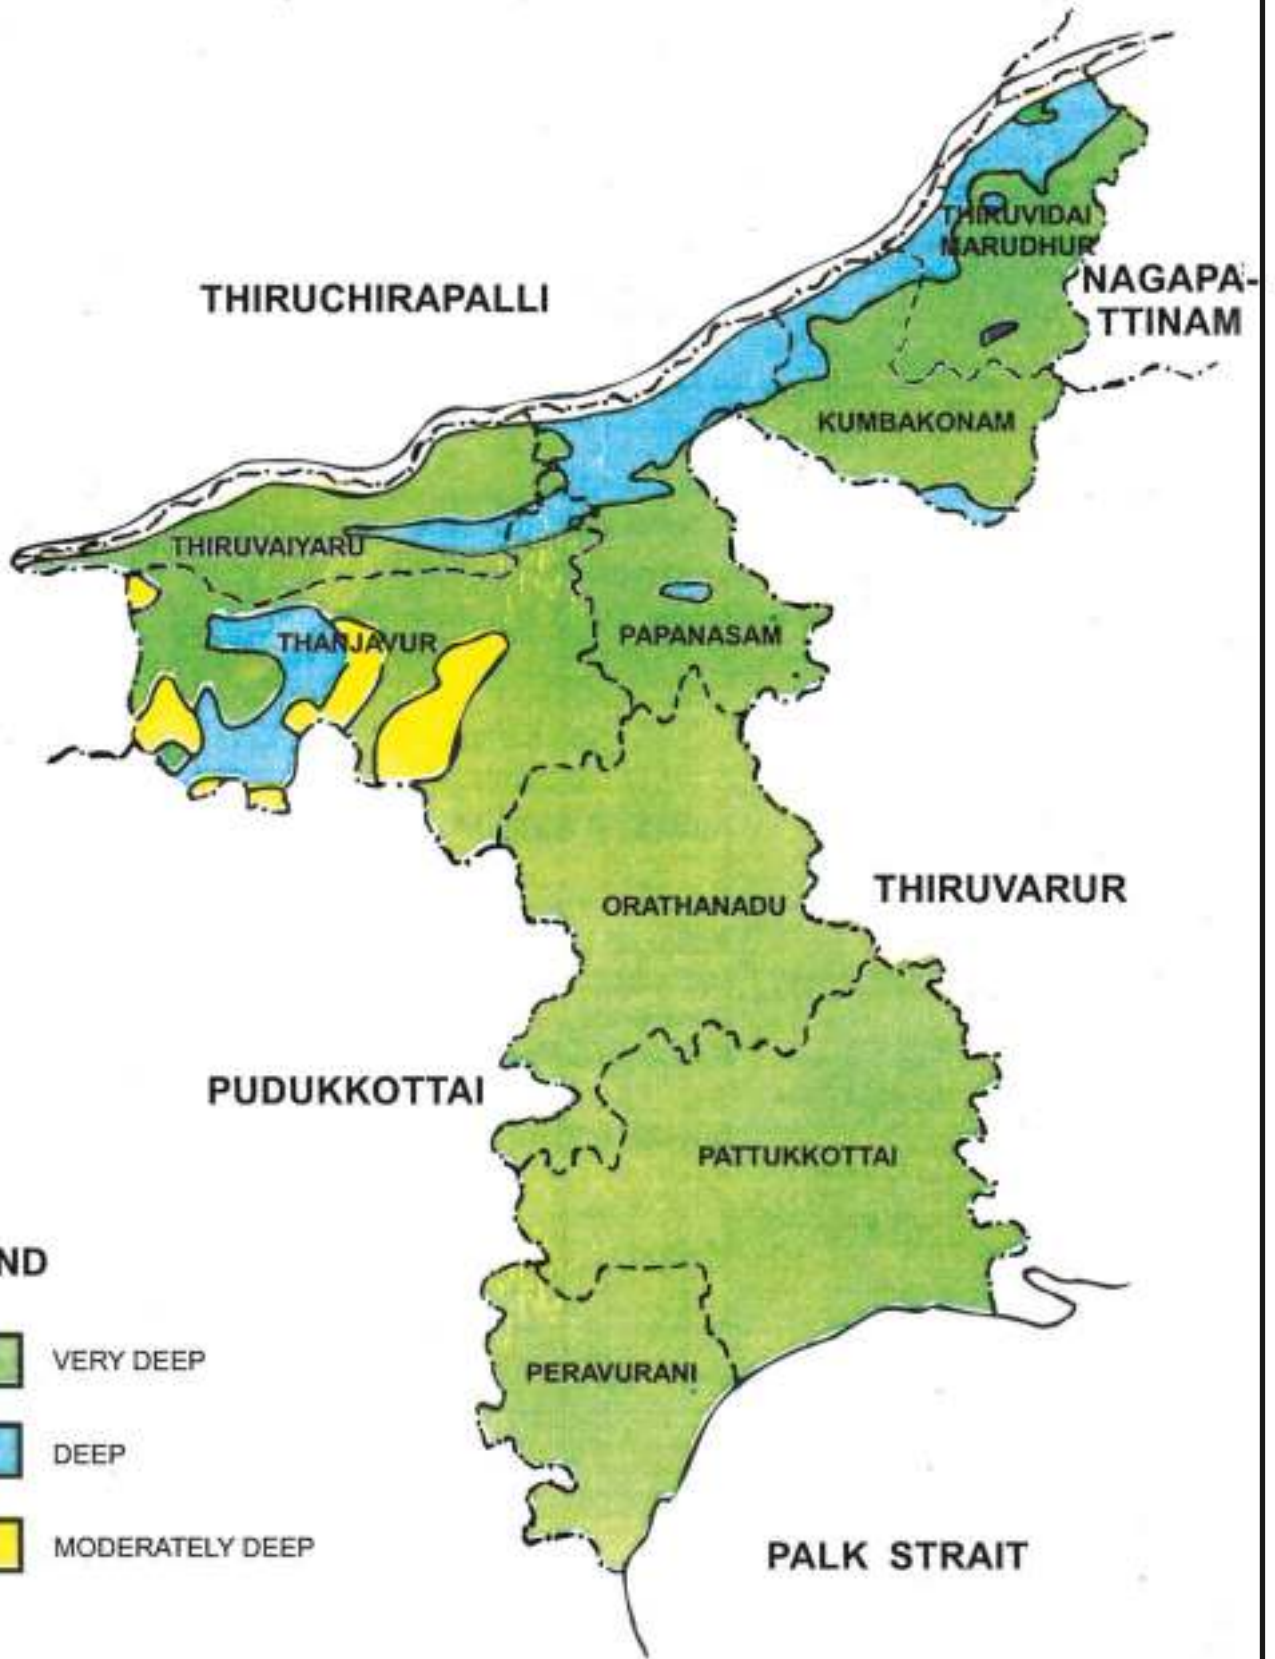 THIRUVIDAI
MARUDHUR
NAGAPA-
TTINAM
THIRUCHIRAPALLI
KUMBAKONAM
THIRUVAIYARU
THANJAVUR
PAPANASAM
ORATHANADU
THIRUVARUR
PUDUKKOTTAI
PATTUKKOTTAI
ND
VERY DEEP
PERAVURANI
DEEP
MODERATELY DEEP
PALK STRAIT